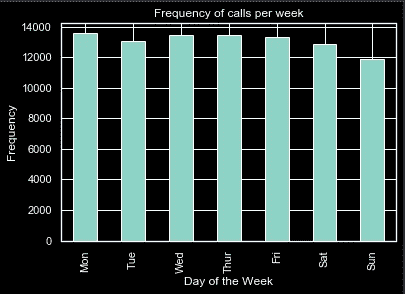 Frequency of calls per week
Frequency
14000
12000
10000
8000
6000
4000
2000
0
Mon
Tue
Wed
Thur
Fri
Sat
Sun
Day of the Week